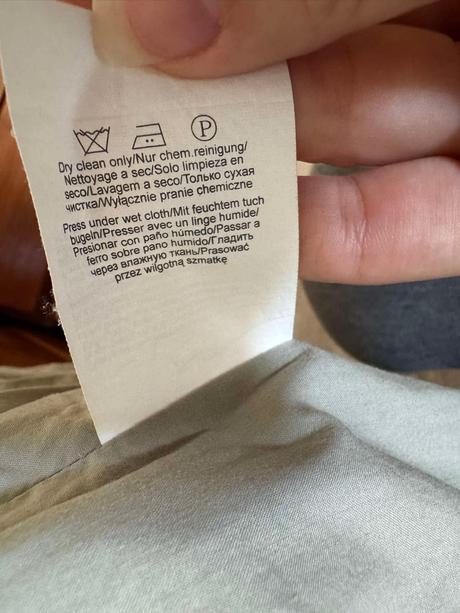 P
Dry clean only/Nur chem.reinigung/
Nettoyage a sec/Solo limpieza en
seco/Lavagem a seco/Только сухая
чистка/Wyłącznie pranie chemiczne
Press under wet cloth/Mit feuchtem tuch
bugeln/Presser avec un linge humide/
Presionar con paño húmedo/Passar a
ferro sobre pano humido/Гладить
через влажную ткань/Prasować
przez wilgotną szmatkę